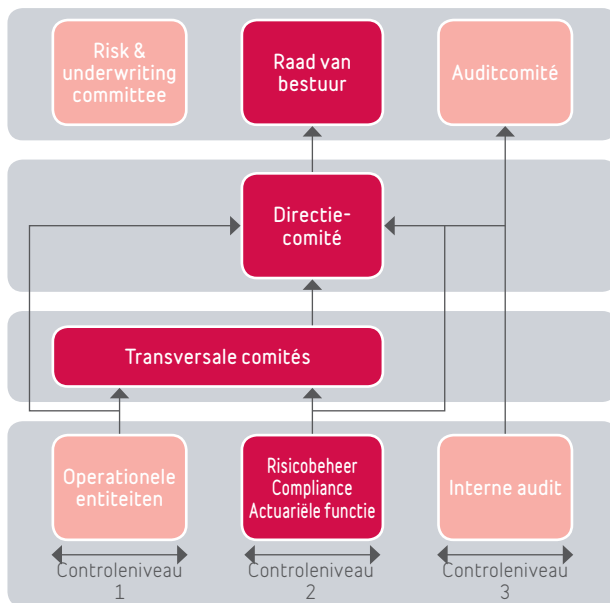 Risk &
underwriting
committee
Raad van
bestuur
Auditcomité
Directie-
comité
Transversale comités
Operationele
entiteiten
Risicobeheer
Compliance
Actuariële functie
Interne audit
Controleniveau
1
Controleniveau
2
Controleniveau
3